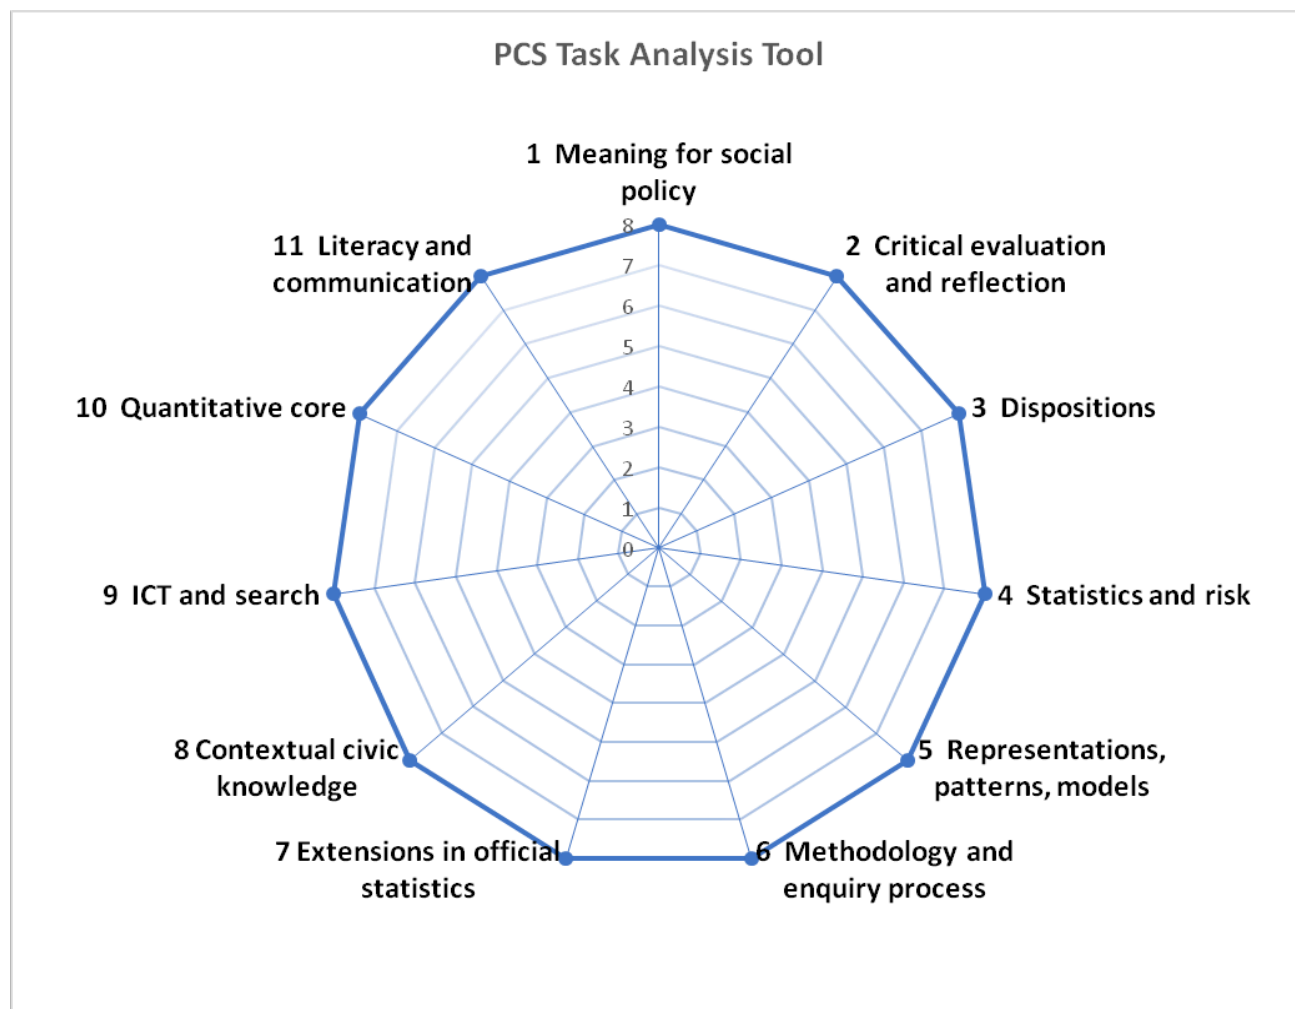 PCS Task Analysis Tool
1 Meaning for social
policy
11 Literacy and
communication
2 Critical evaluation
and reflection
10 Quantitative core
3 Dispositions
9 ICT and search
4 Statistics and risk
8 Contextual civic
knowledge
5 Representations,
patterns, models
7 Extensions in official
statistics
6 Methodology and
enquiry process
8
7
6
5
4
3
2
1
0